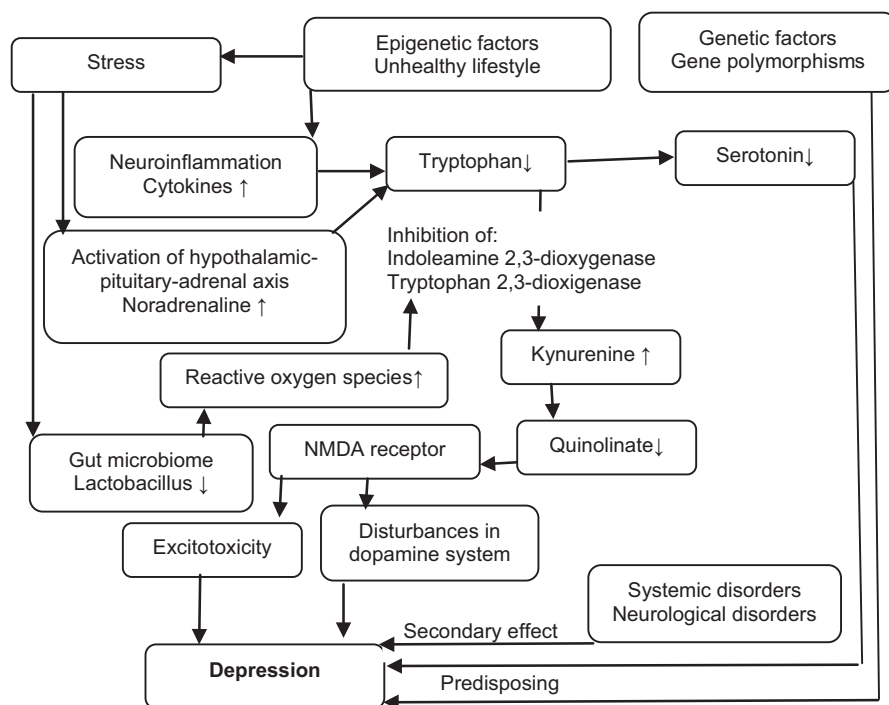 Epigenetic factors
Unhealthy lifestyle
Genetic factors
Gene polymorphisms
Stress
Neuroinflammation
Cytokines ↑
Tryptophan↓
Serotonin↓
Activation of hypothalamic-
pituitary-adrenal axis
Noradrenaline ↑
Inhibition of:
Indoleamine 2,3-dioxygenase
Tryptophan 2,3-dioxigenase
Kynurenine ↑
Reactive oxygen species↑
Gut microbiome
Lactobacillus ↓
NMDA receptor
Quinolinate↓
Excitotoxicity
Disturbances in
dopamine system
Systemic disorders
Neurological disorders
Secondary effect
Depression
Predisposing